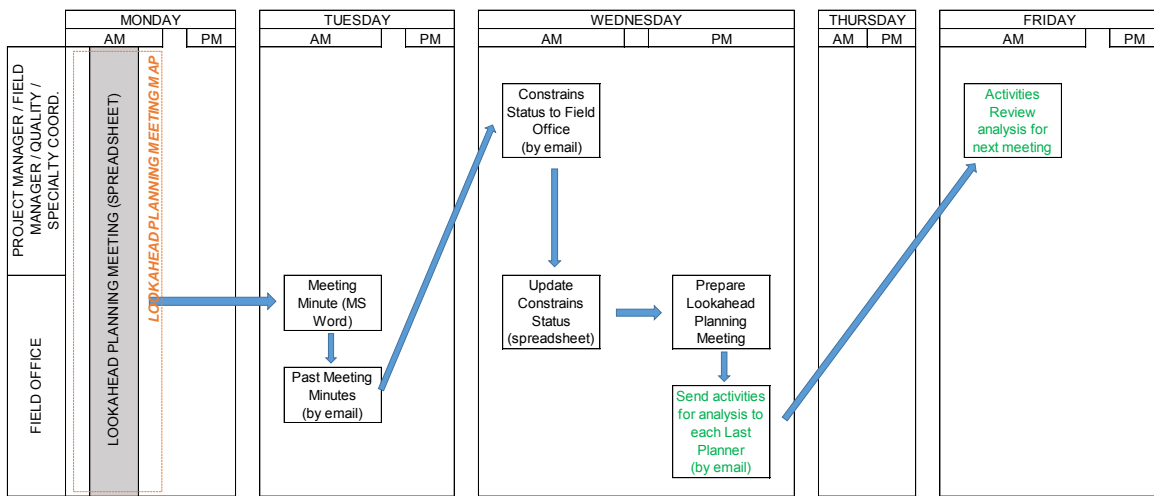 MONDAY
TUESDAY
WEDNESDAY
THURSDAY
FRIDAY
AM
PM
AM
PM
AM
PM
AM
PM
AM
PM
PROJECT MANAGER / FIELD
MANAGER / QUALITY /
SPECIALTY COORD.
FIELD OFFICE
LOOKAHEAD PLANNING MEETING (SPREADSHEET)
LOOKAHEAD PLANNING MEETING MAP
Meeting
Minute (MS
Word)
Past Meeting
Minutes
(by email)
Constrains
Status to Field
Office
(by email)
Update
Constrains
Status
(spreadsheet)
Prepare
Lookahead
Planning
Meeting
Send activities
for analysis to
each Last
Planner
(by email)
Activities
Review
analysis for
next meeting